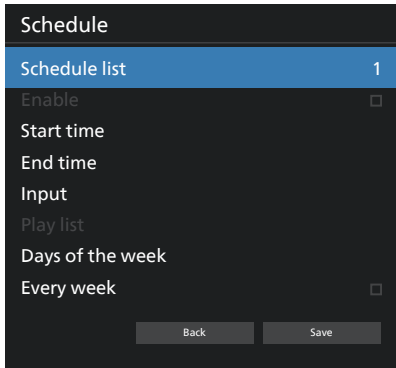 Schedule
Schedule list 1
Enable
Start time
End time
Input
Play list
Days of the week
Every week
Back Save